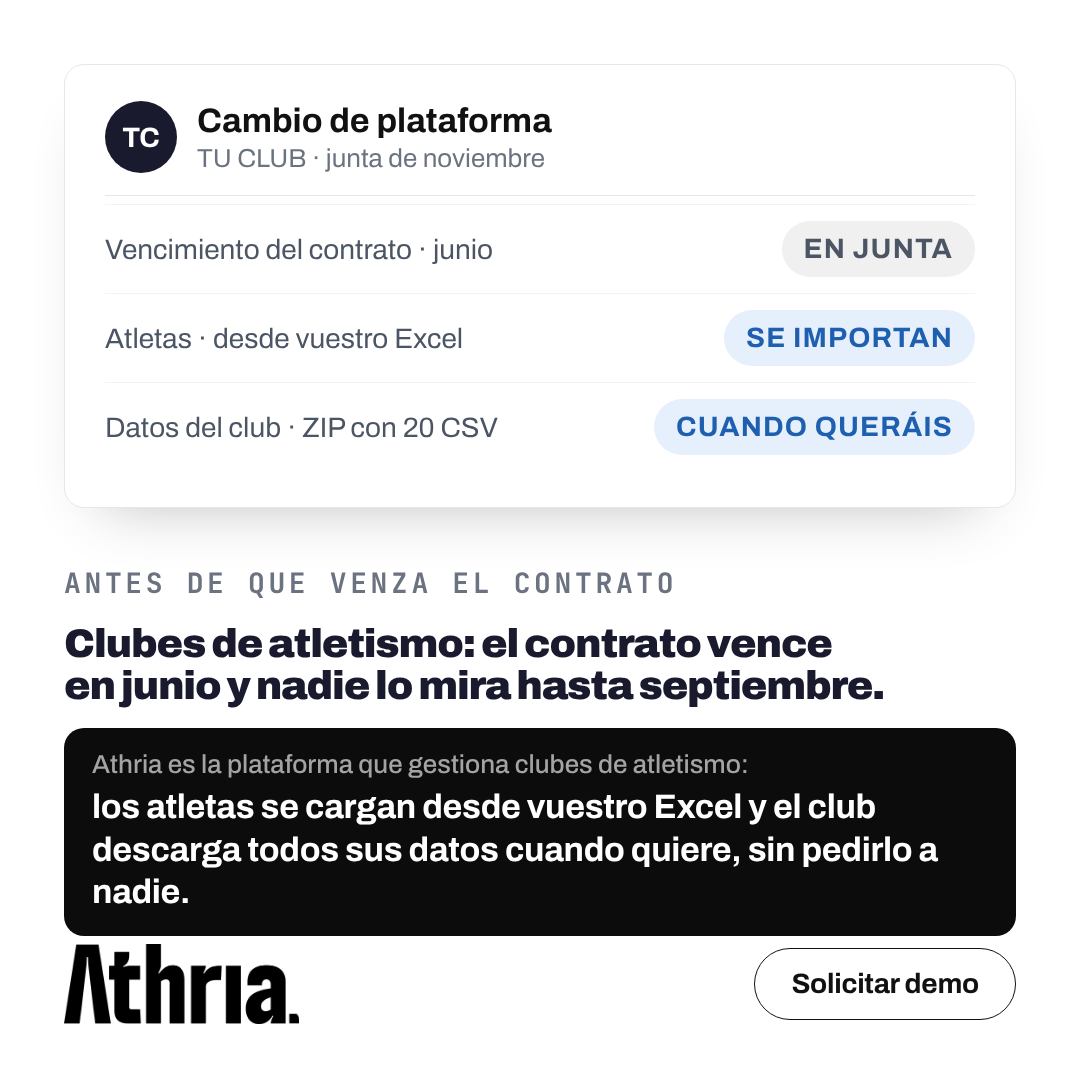 TC
Cambio de plataforma
TU CLUB · junta de noviembre
Vencimiento del contrato · junio
EN JUNTA
Atletas · desde vuestro Excel
SE IMPORTAN
Datos del club · ZIP con 20 CSV
CUANDO QUERÁIS
ANTES DE QUE VENZA EL CONTRATO
Clubes de atletismo: el contrato vence
en junio y nadie lo mira hasta septiembre.
Athria es la plataforma que gestiona clubes de atletismo:
los atletas se cargan desde vuestro Excel y el club
descarga todos sus datos cuando quiere, sin pedirlo a
nadie.
Athria.
Solicitar demo